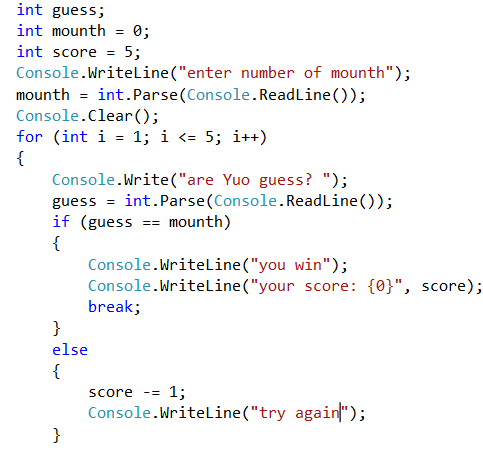 int guess;
int mounth = 0;
int score = 5;
Console.WriteLine("enter number of mounth");
mounth = int.Parse(Console.ReadLine());
Console.Clear();
for (int i = 1; i <= 5; i++)
{
    Console.Write("are Yuo guess? ");
    guess = int.Parse(Console.ReadLine());
    if (guess == mounth)
    {
        Console.WriteLine("you win");
        Console.WriteLine("your score: {0}", score);
        break;
    }
    else
    {
        score -= 1;
        Console.WriteLine("try again");
    }